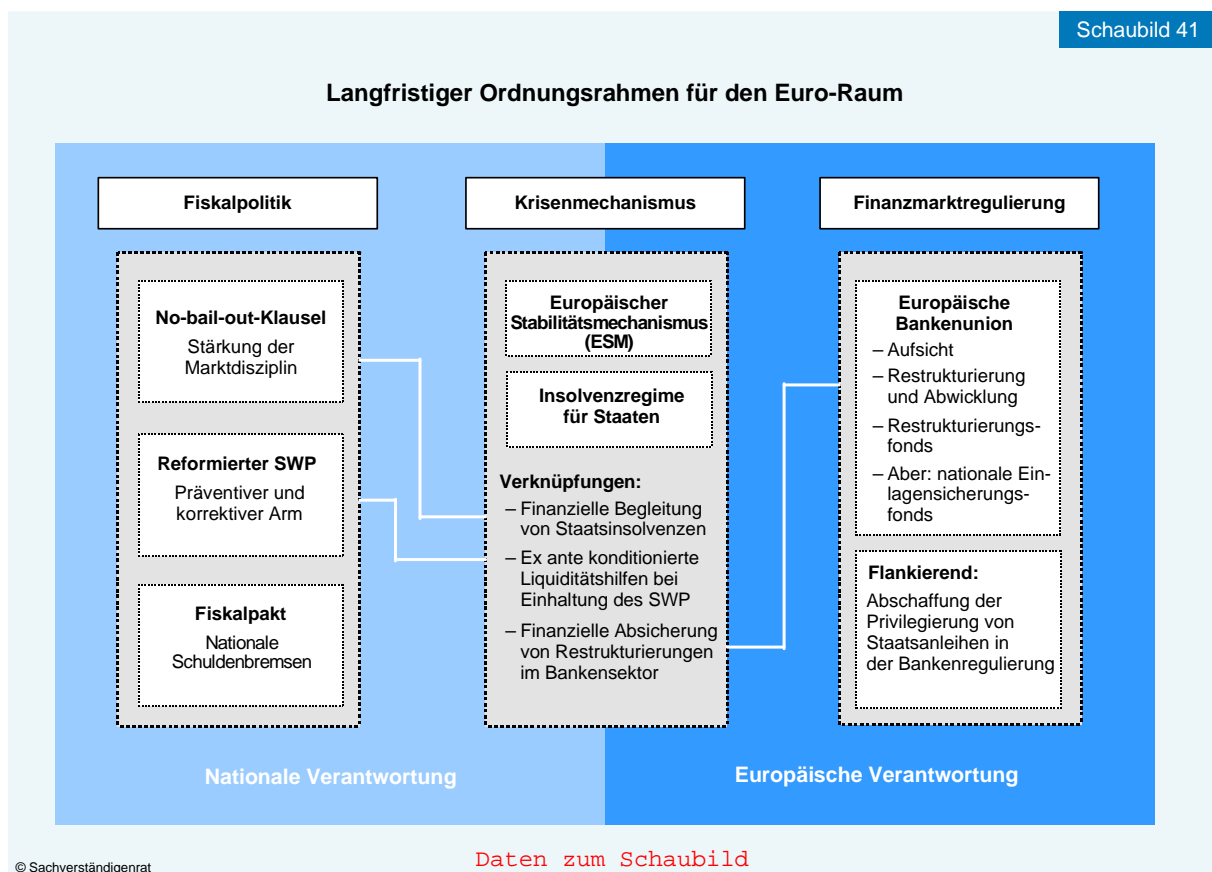 Schaubild 41
Langfristiger Ordnungsrahmen für den Euro-Raum
Fiskalpolitik
No-bail-out-Klausel
Stärkung der
Marktdisziplin
Reformierter SWP
Präventiver und
korrektiver Arm
Fiskalpakt
Nationale
Schuldenbremsen
Krisenmechanismus
Europäischer
Stabilitätsmechanismus
(ESM)
Insolvenzregime
für Staaten
Verknüpfungen:
– Finanzielle Begleitung
von Staatsinsolvenzen
– Ex ante konditionierte
Liquiditätshilfen bei
Einhaltung des SWP
– Finanzielle Absicherung
von Restrukturierungen
im Bankensektor
Finanzmarktregulierung
Europäische
Bankenunion
– Aufsicht
– Restrukturierung
und Abwicklung
– Restrukturierungs-
fonds
– Aber: nationale Ein-
lagensicherungs-
fonds
Flankierend:
Abschaffung der
Privilegierung von
Staatsanleihen in
der Bankenregulierung
Nationale Verantwortung
Europäische Verantwortung
Daten zum Schaubild
© Sachverständigenrat